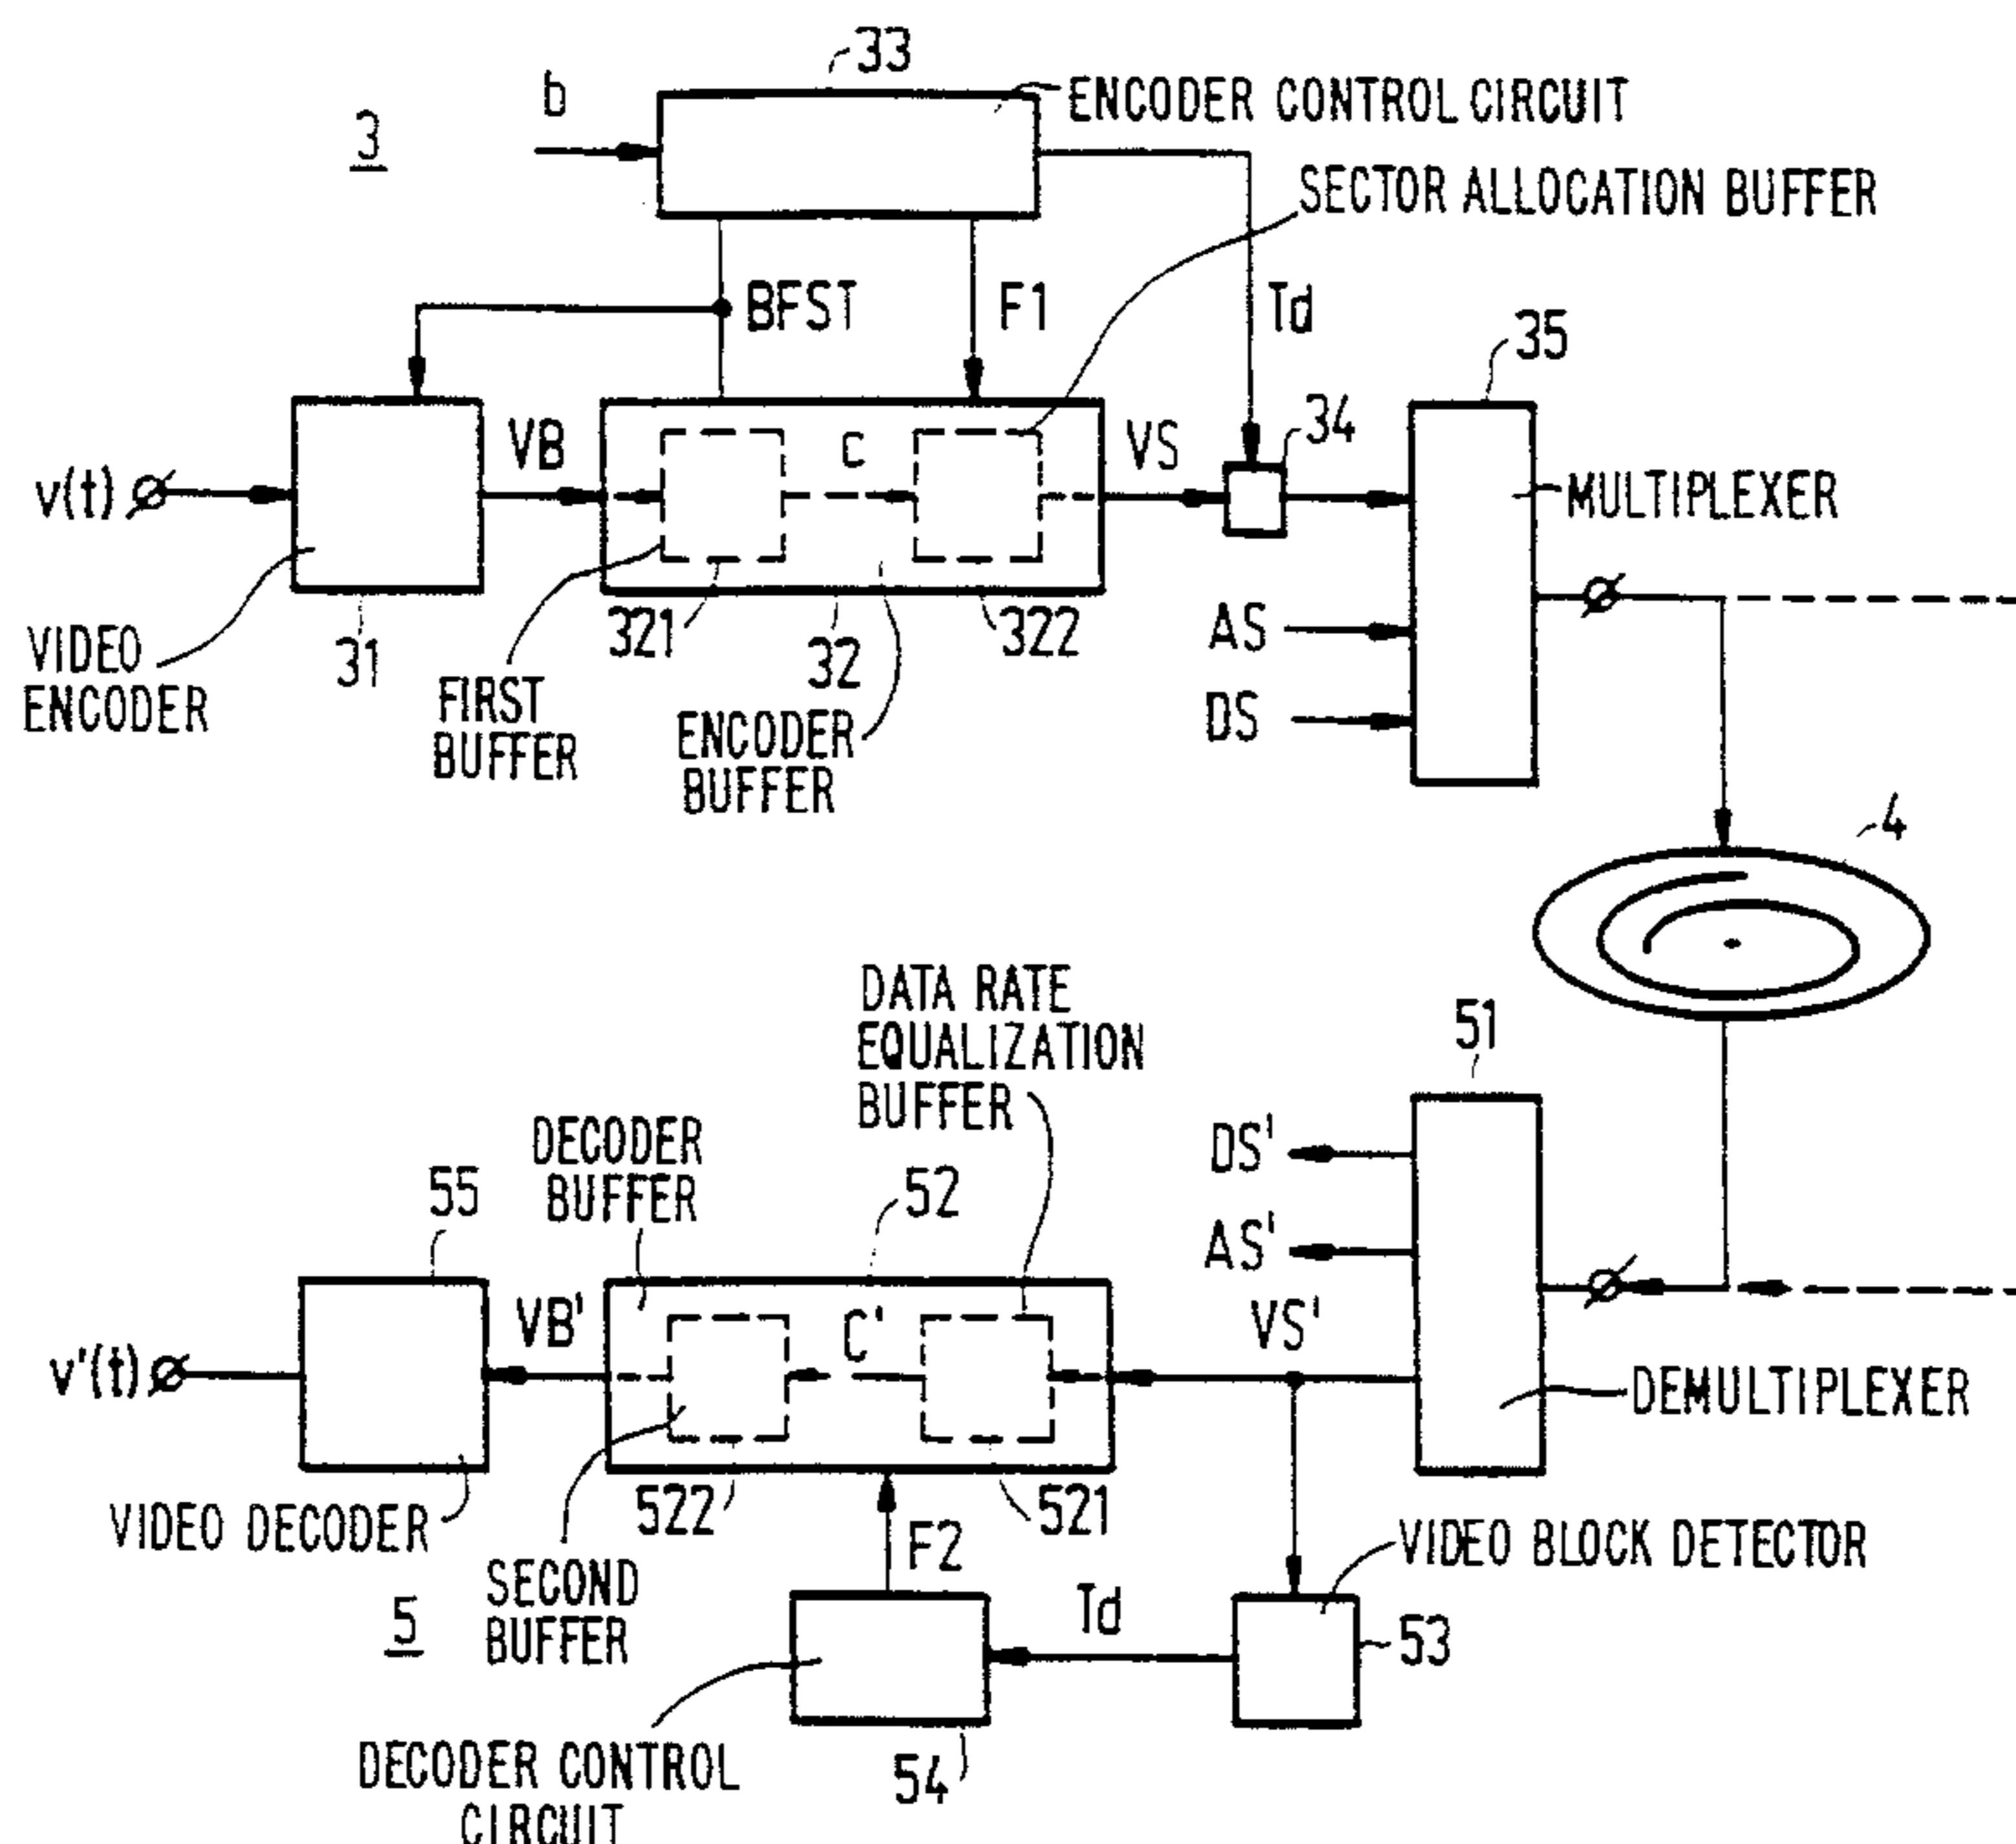 33
b
ENCODER CONTROL CIRCUIT
3
SECTOR ALLOCATION BUFFER
BFST
F1
Td
35
VB
C
VS
34
v(t)
MULTIPLEXER
321
322
AS
31
32
VIDEO
ENCODER
FIRST
BUFFER
ENCODER
BUFFER
DS
4
DATA RATE
EQUALIZATION
BUFFER
51
DECODER
BUFFER
DS'
55
52
AS'
VB'
C'
VS'
v'(t)
DEMULTIPLEXER
522
521
VIDEO DECODER
F2
VIDEO BLOCK DETECTOR
SECOND
BUFFER
5
Td
53
DECODER CONTROL
CIRCUIT
54